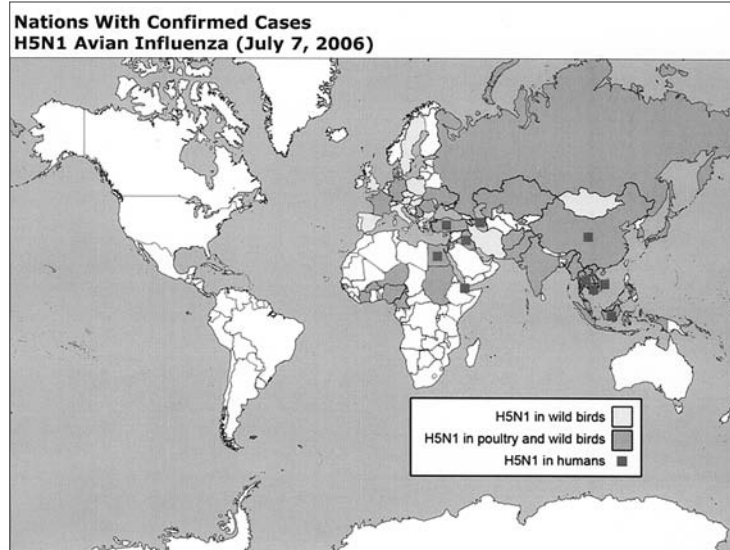 Nations With Confirmed Cases
H5N1 Avian Influenza (July 7, 2006)
H5N1 in wild birds
H5N1 in poultry and wild birds
H5N1 in humans